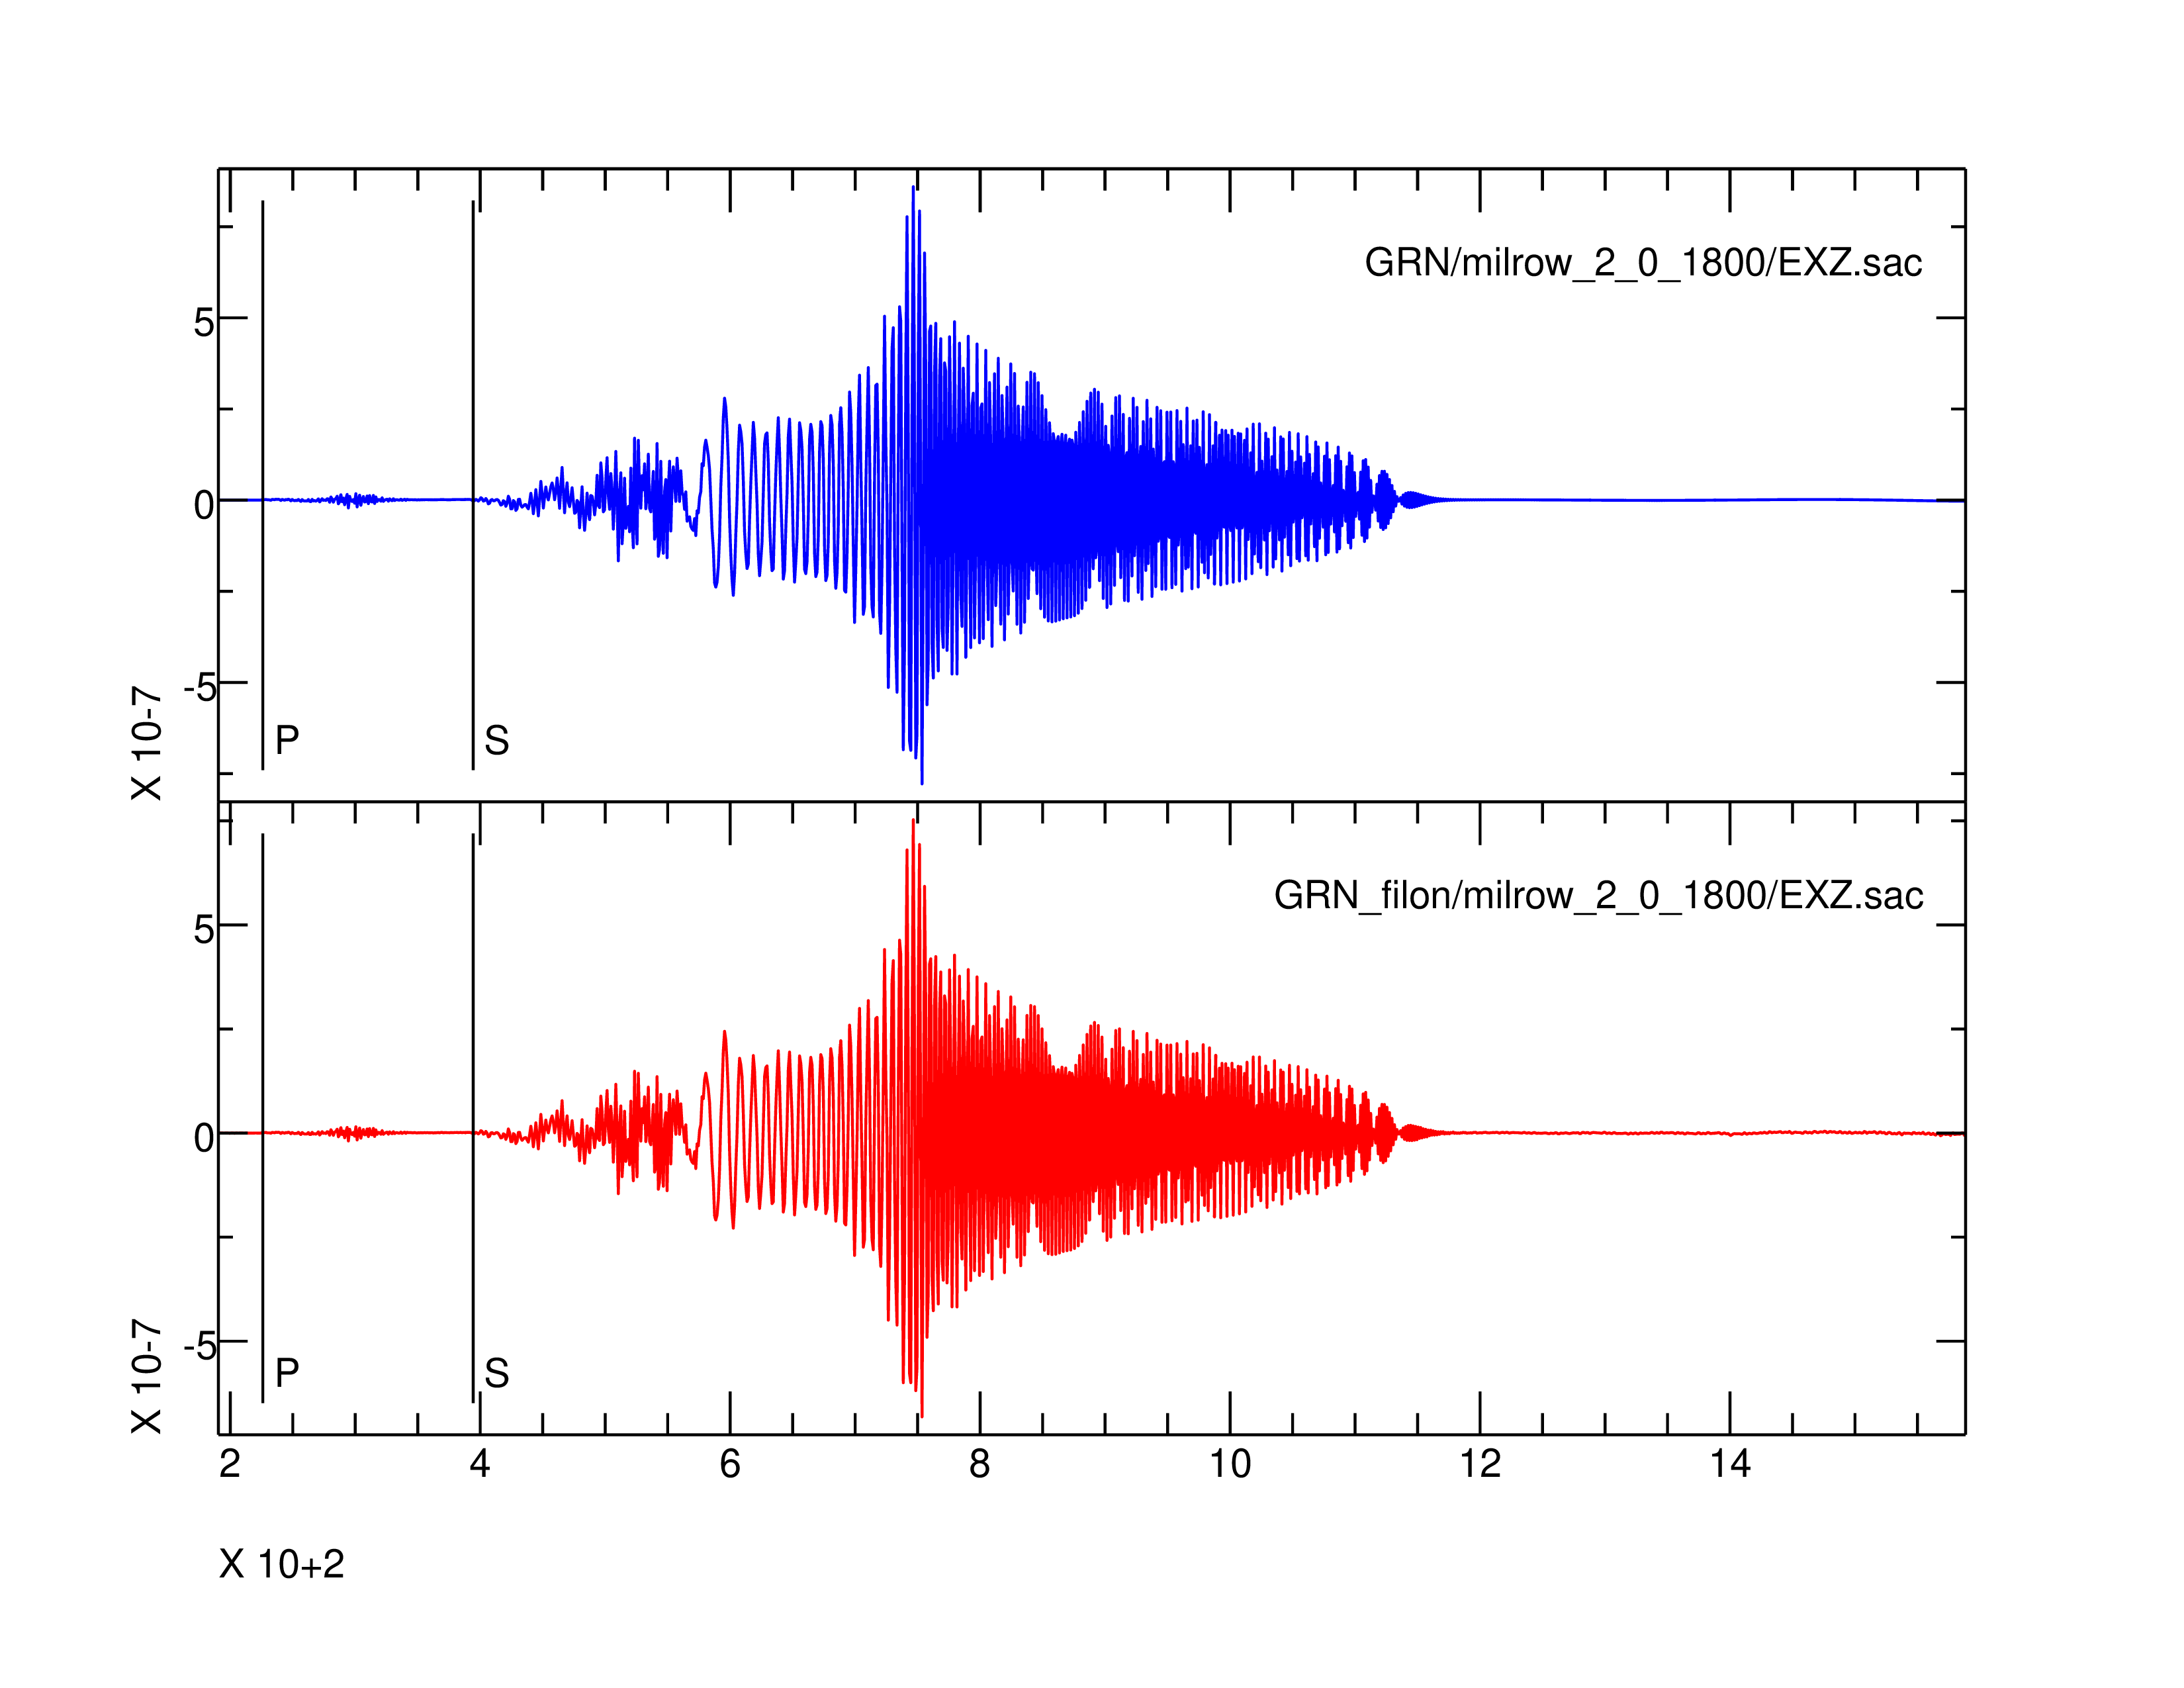 GRN/milrow_2_0_1800/EXZ.sac
5
0
-5
X 10-7
P
S
GRN_filon/milrow_2_0_1800/EXZ.sac
5
0
-5
X 10-7
P
S
2 4 6 8 10 12 14
X 10+2